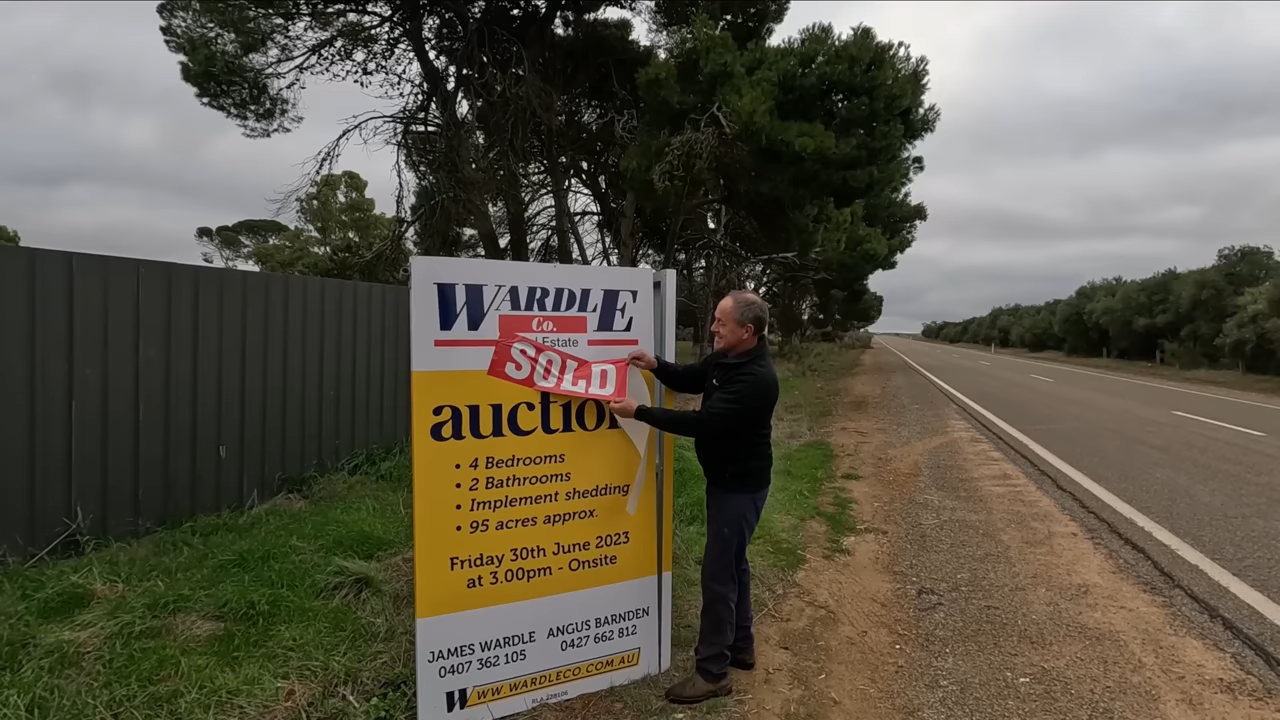 WARDLE
Co.
l Estate
SOLD
auction
• 4 Bedrooms
• 2 Bathrooms
• Implement shedding
• 95 acres approx.
Friday 30th June 2023
at 3.00pm - Onsite
JAMES WARDLE
0407 362 105
ANGUS BARNDEN
0427 662 812
WWW.WARDLECO.COM.AU